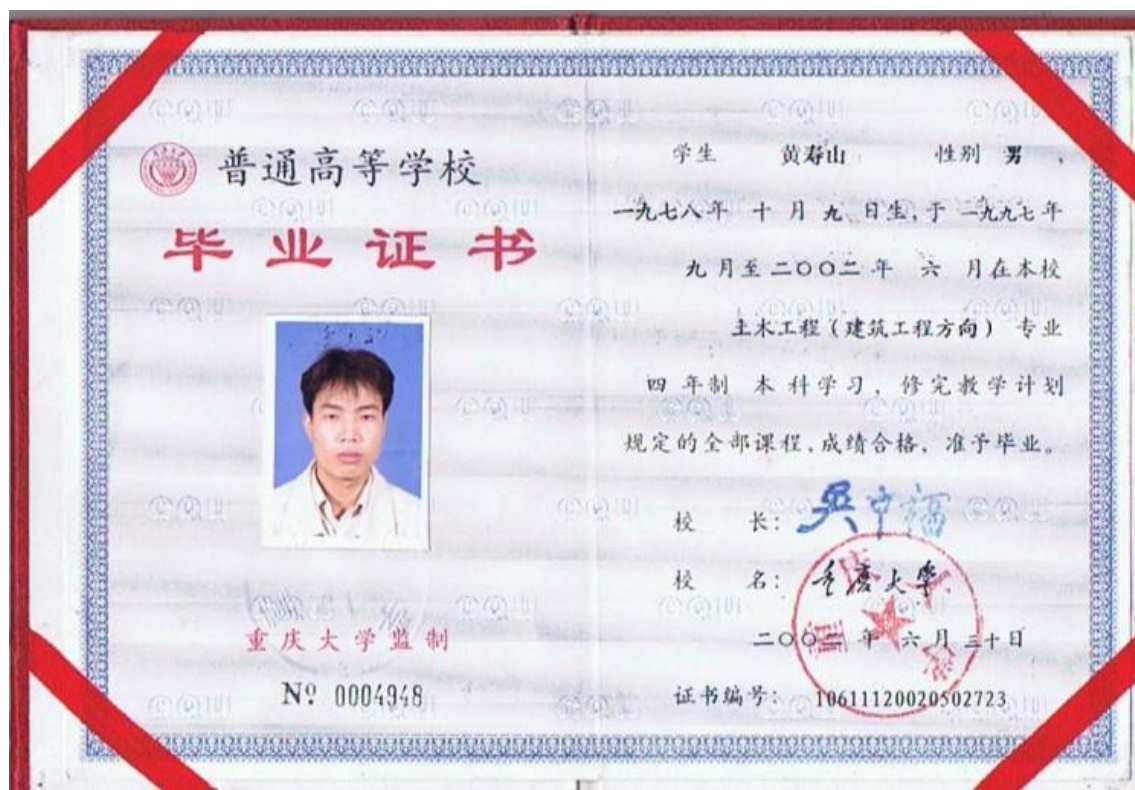 普通高等学校
毕业证书
重庆大学监制
Nº 0004948
学生 黄寿山 性别 男，
一九七八年 十 月 九 日生，于 一九九七年
九 月至二〇〇二年 六 月在本校
土木工程（建筑工程方向） 专业
四 年制 本 科学习，修完教学计划
规定的全部课程，成绩合格，准予毕业。
校 长：吴中福
校 名：重庆大学
二〇〇二 年 六 月 三十日
证书编号：10611120020502723